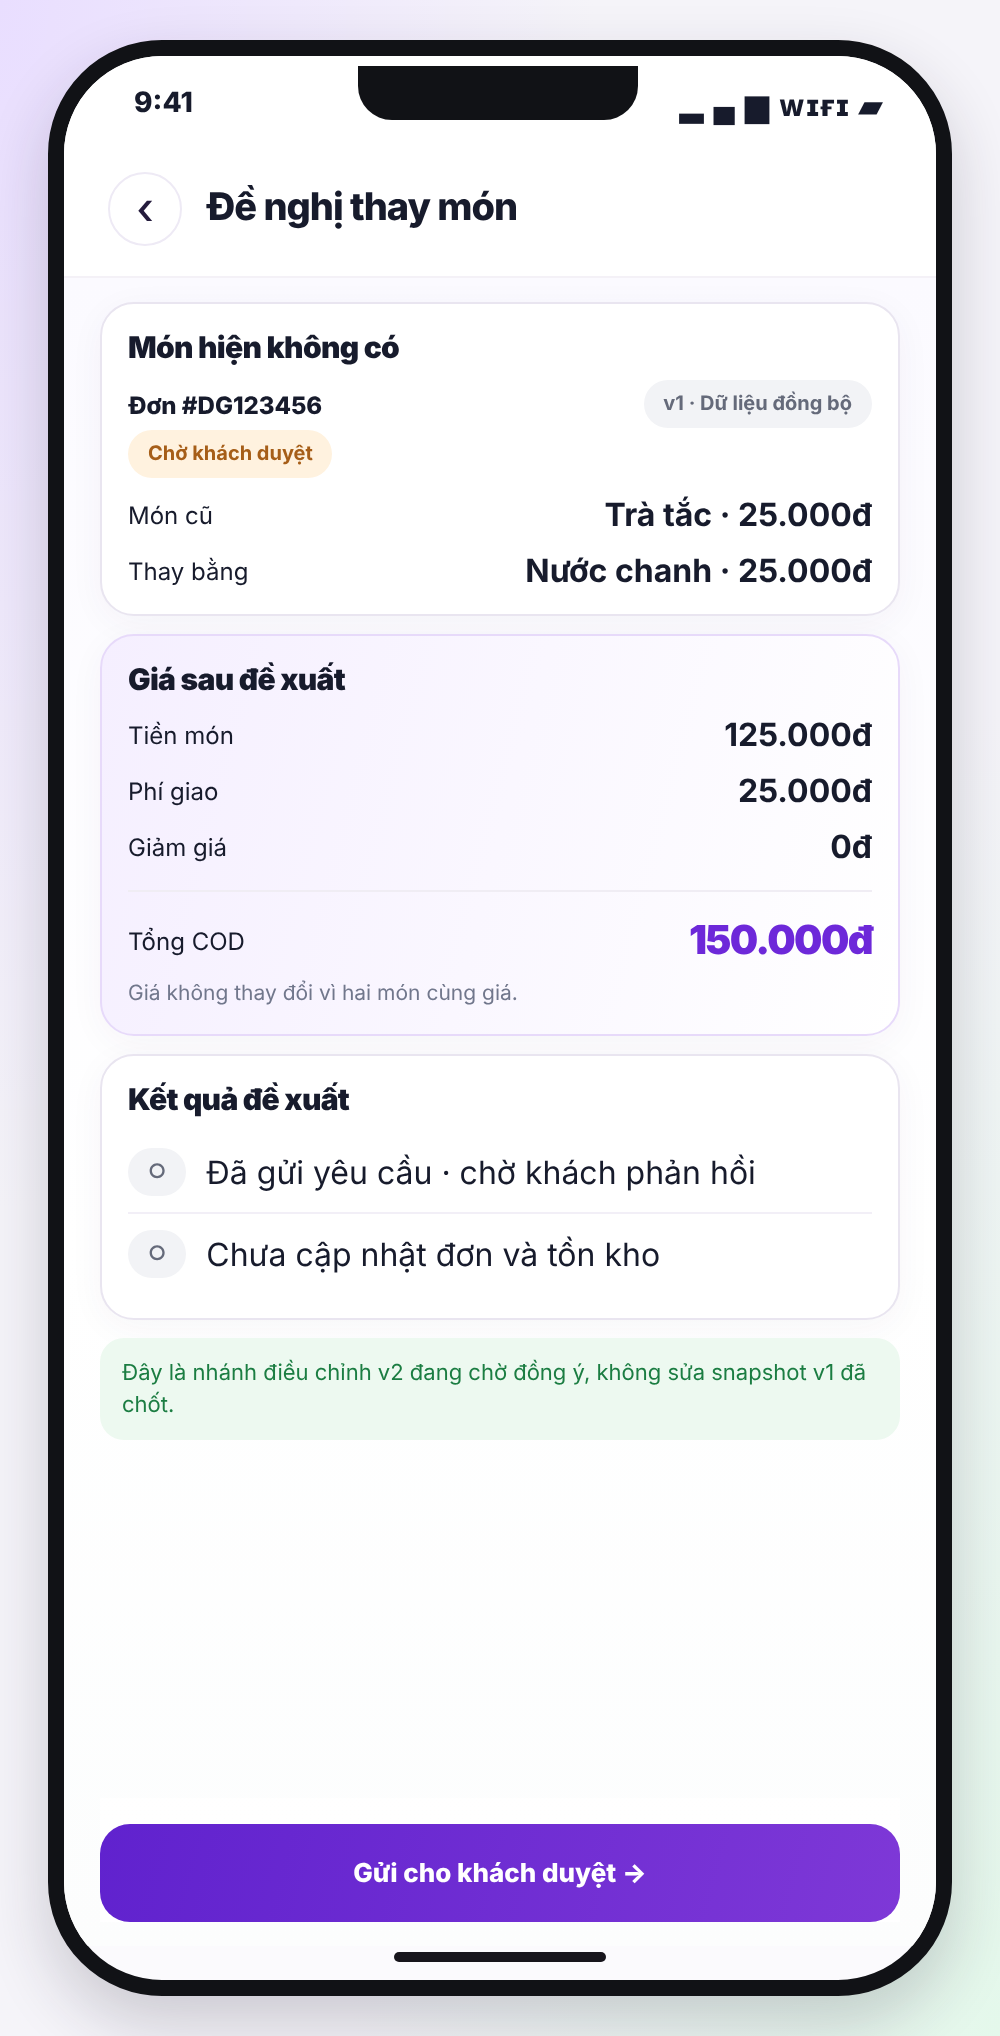 9:41
WIFI
Đề nghị thay món
Món hiện không có
Đơn #DG123456
v1 · Dữ liệu đồng bộ
Chờ khách duyệt
Món cũ
Trà tắc · 25.000đ
Thay bằng
Nước chanh · 25.000đ
Giá sau đề xuất
Tiền món
125.000đ
Phí giao
25.000đ
Giảm giá
0đ
Tổng COD
150.000đ
Giá không thay đổi vì hai món cùng giá.
Kết quả đề xuất
Đã gửi yêu cầu · chờ khách phản hồi
Chưa cập nhật đơn và tồn kho
Đây là nhánh điều chỉnh v2 đang chờ đồng ý, không sửa snapshot v1 đã
chốt.
Gửi cho khách duyệt →